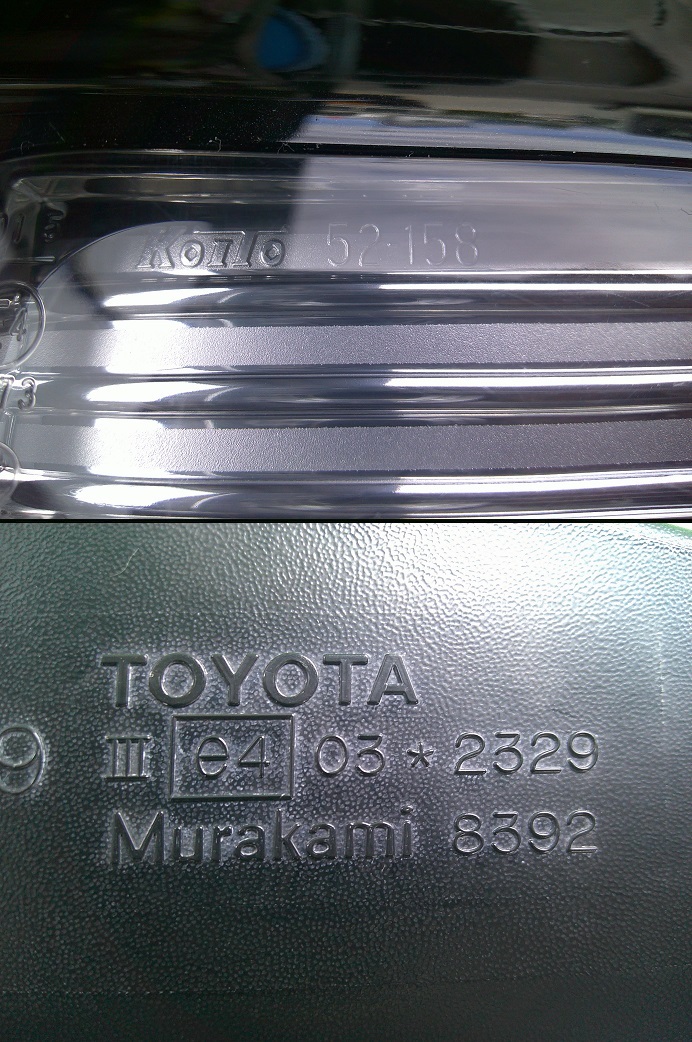 KOITO 52-158
TOYOTA
III e4 03 * 2329
Murakami 8392